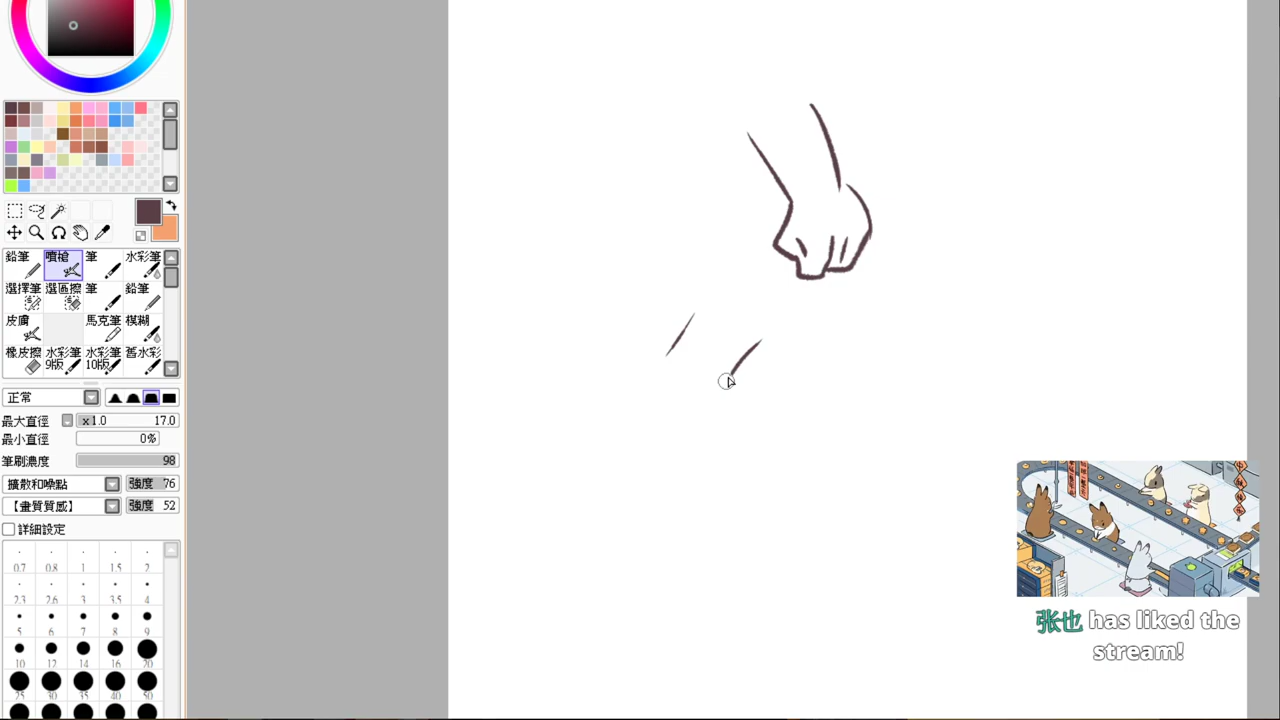 鉛筆 噴槍 筆 水彩筆
選擇筆 選區擦 筆 鉛筆
皮膚 馬克筆 模糊
橡皮擦 水彩筆 水彩筆 舊水彩
9版 10版
正常
最大直徑 x1.0 17.0
最小直徑 0%
筆刷濃度 98
擴散和噪點 強度 76
【畫質質感】 強度 52
詳細設定
0.7 0.8 1 1.5 2
2.3 2.6 3 3.5 4
5 6 7 8 9
10 12 14 16 20
25 30 35 40 50
张也 has liked the
stream!